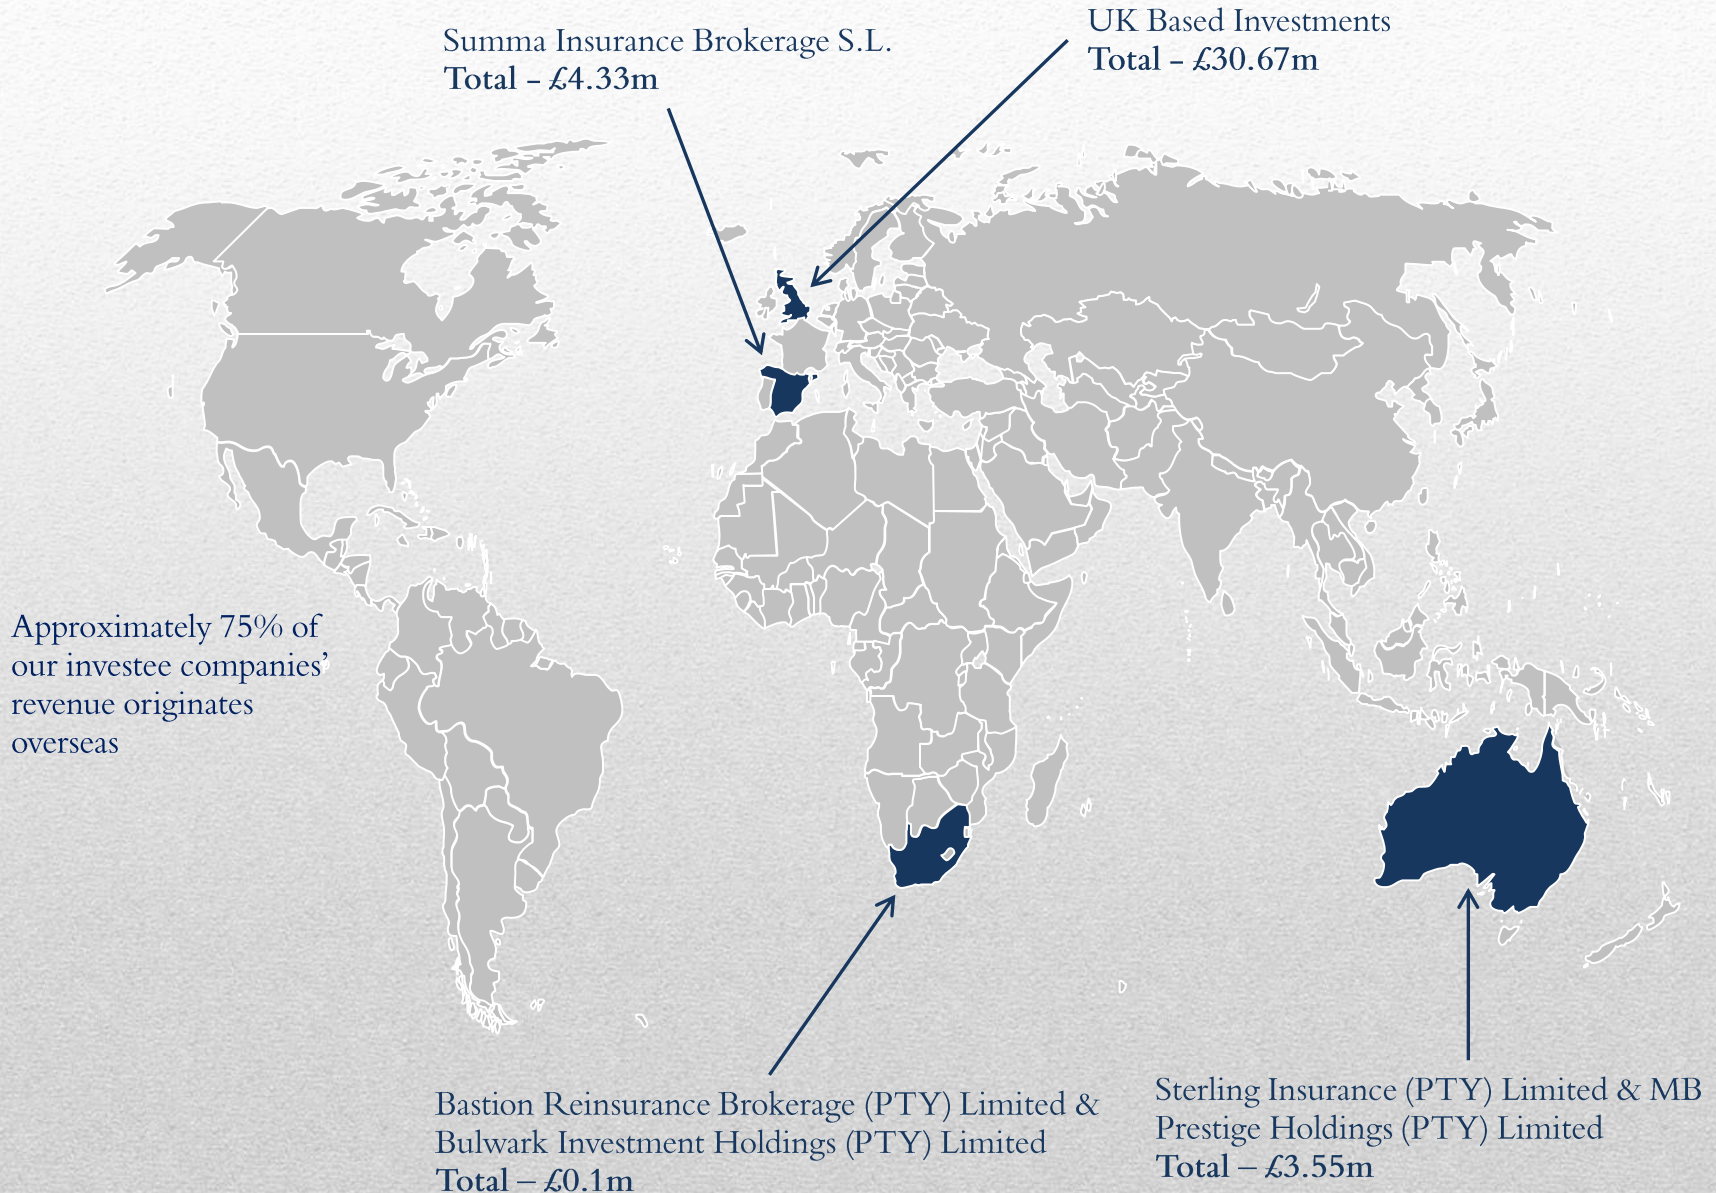 Summa Insurance Brokerage S.L.
Total - £4.33m
UK Based Investments
Total - £30.67m
Approximately 75% of
our investee companies’
revenue originates
overseas
Bastion Reinsurance Brokerage (PTY) Limited &
Bulwark Investment Holdings (PTY) Limited
Total – £0.1m
Sterling Insurance (PTY) Limited & MB
Prestige Holdings (PTY) Limited
Total – £3.55m